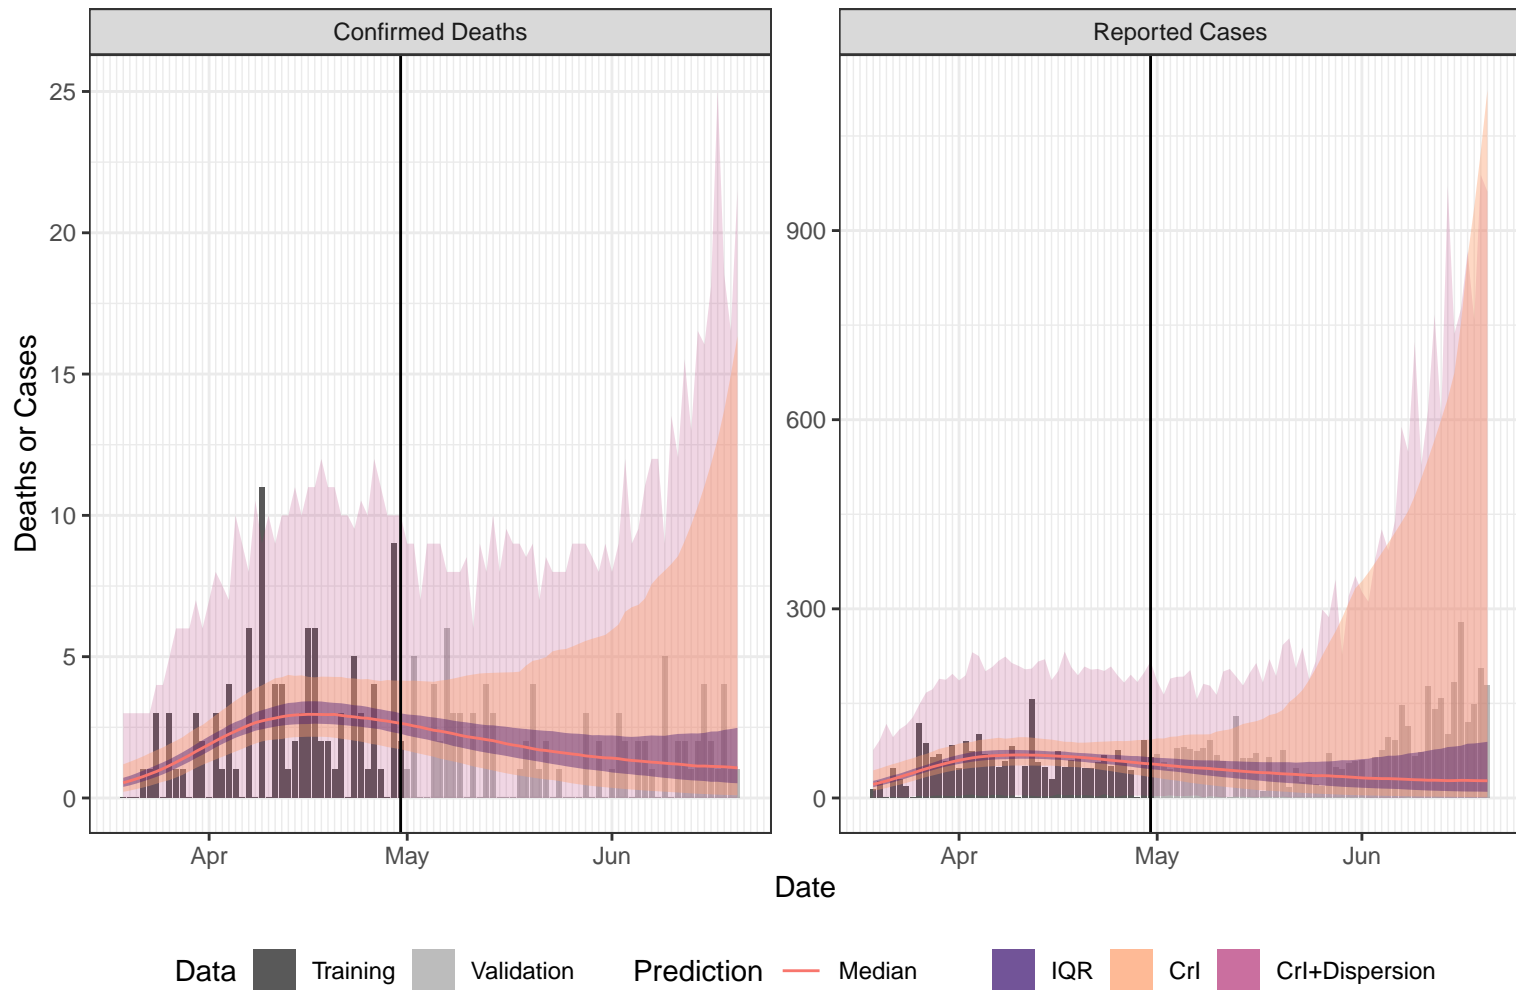 Confirmed Deaths
Reported Cases
Deaths or Cases
25
20
15
10
5
0
900
600
300
0
Apr
May
Jun
Apr
May
Jun
Date
Data Training Validation Prediction Median IQR CrI CrI+Dispersion